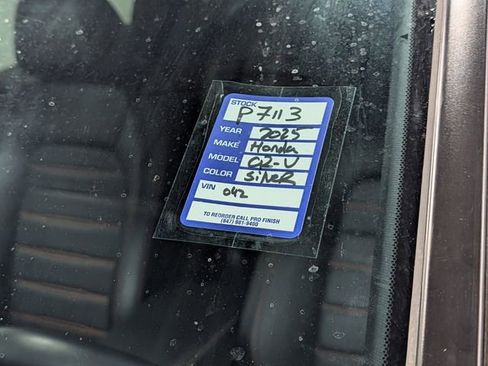 STOCK P7113
YEAR 2025
MAKE Honda
MODEL CR-V
COLOR SilveR
VIN 042
TO REORDER CALL PRO FINISH
(847) 981-9400